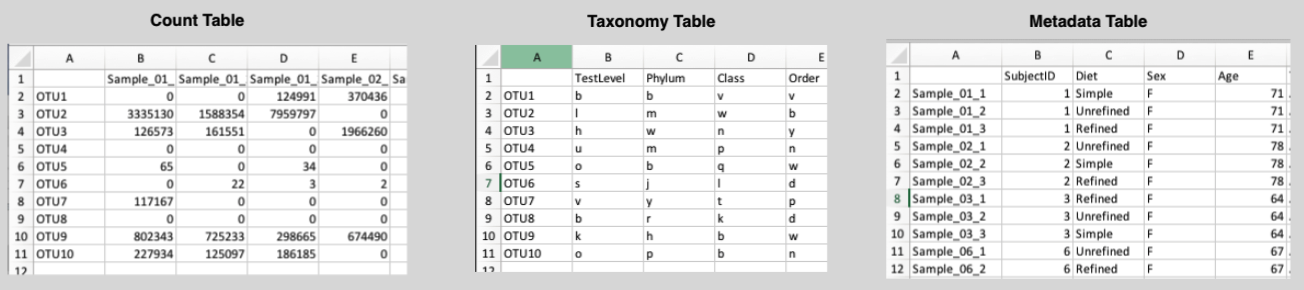 Count Table
A B C D E
1 Sample_01_ Sample_01_ Sample_01_ Sample_02_ Sa
2 OTU1 0 0 124991 370436
3 OTU2 3335130 1588354 7959797 0
4 OTU3 126573 161551 0 1966260
5 OTU4 0 0 0 0
6 OTU5 65 0 34 0
7 OTU6 0 22 3 2
8 OTU7 117167 0 0 0
9 OTU8 0 0 0 0
10 OTU9 802343 725233 298665 674490
11 OTU10 227934 125097 186185 0
12
Taxonomy Table
A B C D E
1 TestLevel Phylum Class Order
2 OTU1 b b v v
3 OTU2 l m w b
4 OTU3 h w n y
5 OTU4 u m p n
6 OTU5 o b q w
7 OTU6 s j l d
8 OTU7 v y t p
9 OTU8 b r k d
10 OTU9 k h b w
11 OTU10 o p b n
12
Metadata Table
A B C D E
1 SubjectID Diet Sex Age
2 Sample_01_1 1 Simple F 71
3 Sample_01_2 1 Unrefined F 71
4 Sample_01_3 1 Refined F 71
5 Sample_02_1 2 Unrefined F 78
6 Sample_02_2 2 Simple F 78
7 Sample_02_3 2 Refined F 78
8 Sample_03_1 3 Refined F 64
9 Sample_03_2 3 Unrefined F 64
10 Sample_03_3 3 Simple F 64
11 Sample_06_1 6 Unrefined F 67
12 Sample_06_2 6 Refined F 67